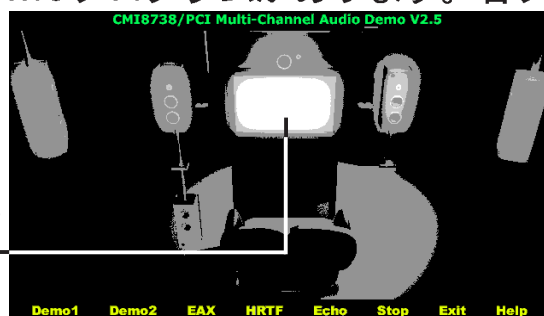 CMI8738/PCI Multi-Channel Audio Demo V2.5
Demo1 Demo2 EAX HRTF Echo Stop Exit Help